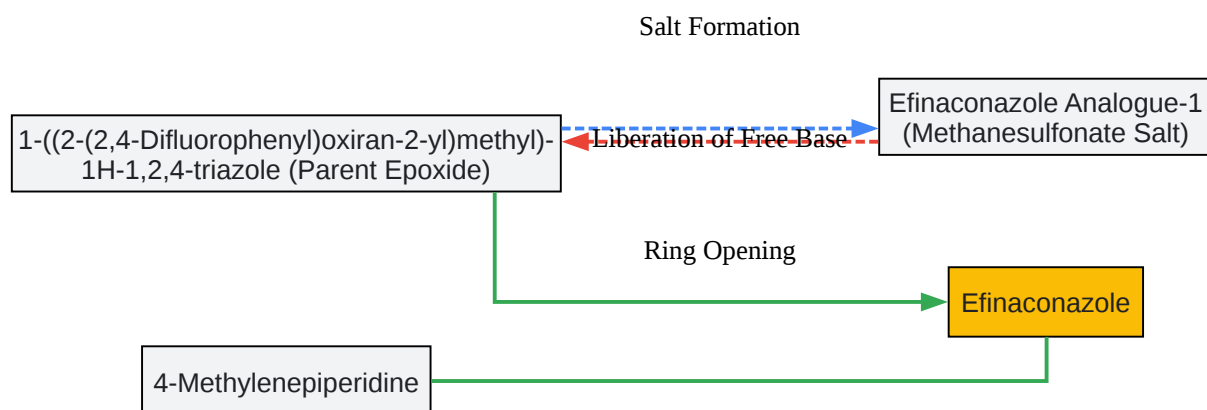 Salt Formation
1-((2-(2,4-Difluorophenyl)oxiran-2-yl)methyl)-
1H-1,2,4-triazole (Parent Epoxide)
Liberation of Free Base
Efinaconazole Analogue-1
(Methanesulfonate Salt)
Ring Opening
Efinaconazole
4-Methylenepiperidine